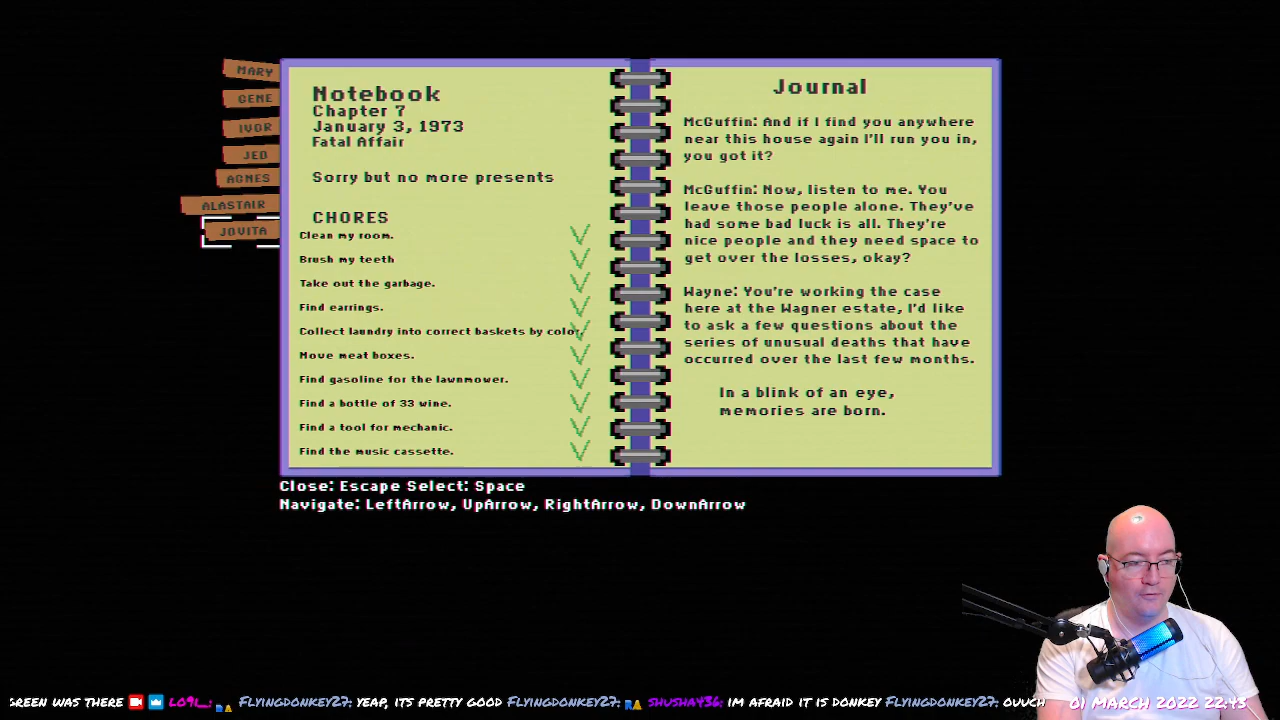 MARY
GENE
IVOR
JED
AGNES
ALASTAIR
JOVITA
Notebook
Chapter 7
January 3, 1973
Fatal Affair
Sorry but no more presents
CHORES
Clean my room.
Brush my teeth
Take out the garbage.
Find earrings.
Collect laundry into correct baskets by color.
Move meat boxes.
Find gasoline for the lawnmower.
Find a bottle of 33 wine.
Find a tool for mechanic.
Find the music cassette.
Journal
McGuffin: And if I find you anywhere
near this house again I'll run you in,
you got it?
McGuffin: Now, listen to me. You
leave those people alone. They've
had some bad luck is all. They're
nice people and they need space to
get over the losses, okay?
Wayne: You're working the case
here at the Wagner estate, I'd like
to ask a few questions about the
series of unusual deaths that have
occurred over the last few months.
In a blink of an eye,
memories are born.
Close: Escape Select: Space
Navigate: LeftArrow, UpArrow, RightArrow, DownArrow
GREEN WAS THERE LO9L_: FLYINGDONKEY27: YEAP, ITS PRETTY GOOD FLYINGDONKEY27: SHUSHA436: IM AFRAID IT IS DONKEY FLYINGDONKEY27: OUUCH 01 MARCH 2022 22:43